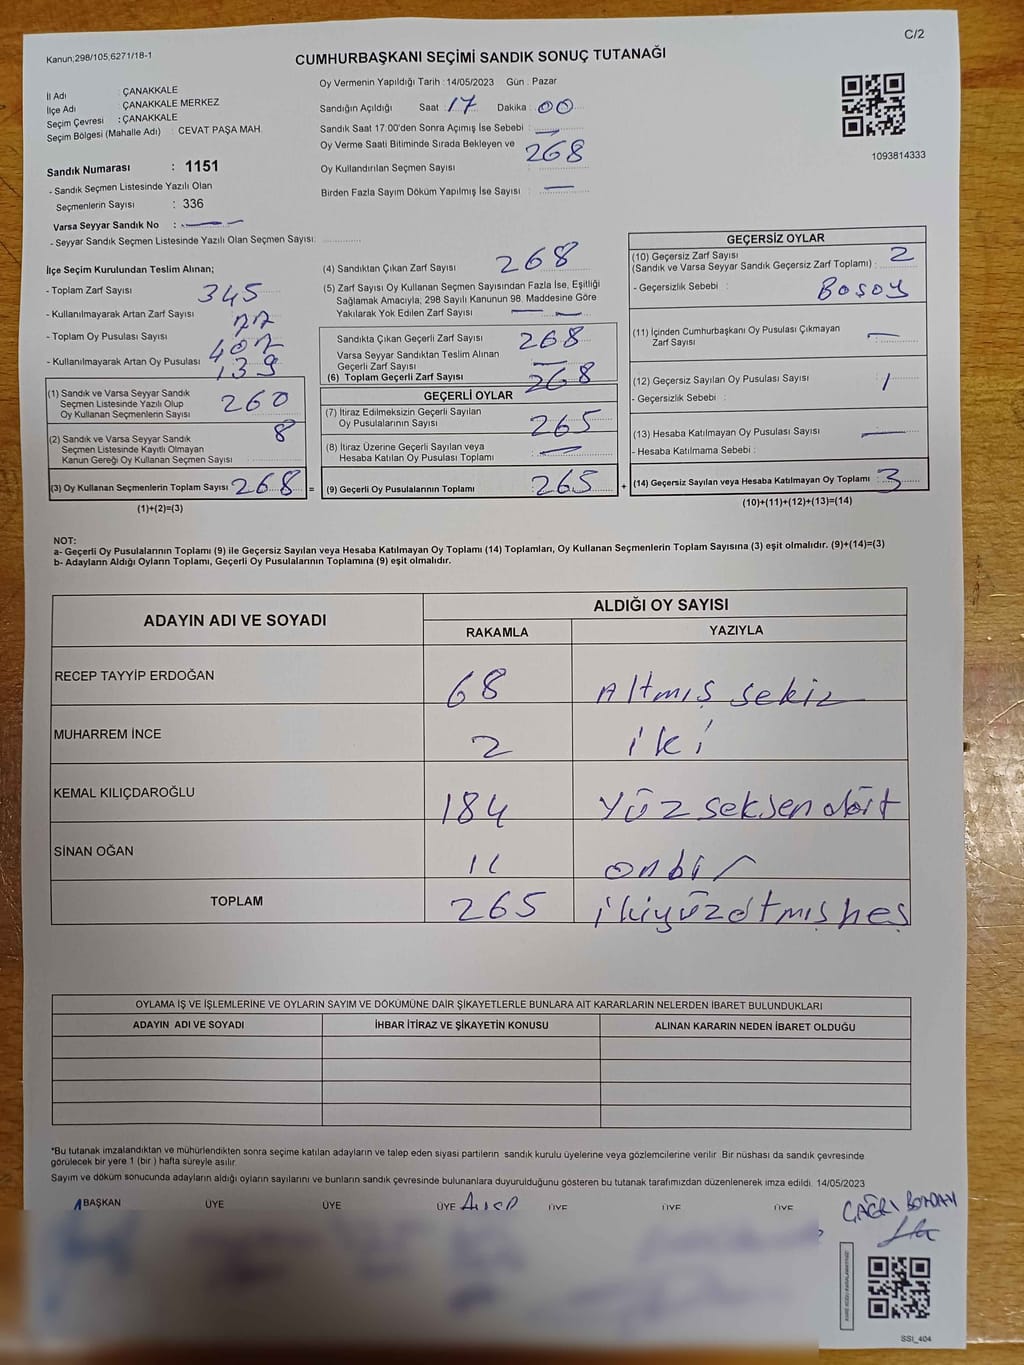 Kanun;298/105;6271/18-1
C/2
CUMHURBAŞKANI SEÇİMİ SANDIK SONUÇ TUTANAĞI
İl Adı : ÇANAKKALE
İlçe Adı : ÇANAKKALE MERKEZ
Seçim Çevresi : ÇANAKKALE
Seçim Bölgesi (Mahalle Adı) : CEVAT PAŞA MAH.
Sandık Numarası : 1151
- Sandık Seçmen Listesinde Yazılı Olan
Seçmenlerin Sayısı : 336
Varsa Seyyar Sandık No : —
- Seyyar Sandık Seçmen Listesinde Yazılı Olan Seçmen Sayısı:
Oy Vermenin Yapıldığı Tarih : 14/05/2023 Gün : Pazar
Sandığın Açıldığı Saat : 17 Dakika : 00
Sandık Saat 17:00'den Sonra Açımış İse Sebebi : —
Oy Verme Saati Bitiminde Sırada Bekleyen ve
Oy Kullandırılan Seçmen Sayısı : 268
Birden Fazla Sayım Döküm Yapılmış İse Sayısı : —
1093814333
İlçe Seçim Kurulundan Teslim Alınan;
- Toplam Zarf Sayısı 345
- Kullanılmayarak Artan Zarf Sayısı 77
- Toplam Oy Pusulası Sayısı 407
- Kullanılmayarak Artan Oy Pusulası 139
(1) Sandık ve Varsa Seyyar Sandık
Seçmen Listesinde Yazılı Olup
Oy Kullanan Seçmenlerin Sayısı 260
(2) Sandık ve Varsa Seyyar Sandık
Seçmen Listesinde Kayıtlı Olmayan
Kanun Gereği Oy Kullanan Seçmen Sayısı : 8
(3) Oy Kullanan Seçmenlerin Toplam Sayısı : 268 =
(1)+(2)=(3)
(4) Sandıktan Çıkan Zarf Sayısı 268
(5) Zarf Sayısı Oy Kullanan Seçmen Sayısından Fazla İse, Eşitliği
Sağlamak Amacıyla, 298 Sayılı Kanunun 98. Maddesine Göre
Yakılarak Yok Edilen Zarf Sayısı : — —
Sandıkta Çıkan Geçerli Zarf Sayısı 268
Varsa Seyyar Sandıktan Teslim Alınan
Geçerli Zarf Sayısı —
(6) Toplam Geçerli Zarf Sayısı 268
GEÇERLİ OYLAR
(7) İtiraz Edilmeksizin Geçerli Sayılan
Oy Pusulalarının Sayısı 265
(8) İtiraz Üzerine Geçerli Sayılan veya
Hesaba Katılan Oy Pusulası Toplamı —
(9) Geçerli Oy Pusulalarının Toplamı : 265 +
GEÇERSİZ OYLAR
(10) Geçersiz Zarf Sayısı
(Sandık ve Varsa Seyyar Sandık Geçersiz Zarf Toplamı) : 2
- Geçersizlik Sebebi : Bosoy
(11) İçinden Cumhurbaşkanı Oy Pusulası Çıkmayan
Zarf Sayısı : —
(12) Geçersiz Sayılan Oy Pusulası Sayısı : 1
- Geçersizlik Sebebi :
(13) Hesaba Katılmayan Oy Pusulası Sayısı : —
- Hesaba Katılmama Sebebi :
(14) Geçersiz Sayılan veya Hesaba Katılmayan Oy Toplamı : 3
(10)+(11)+(12)+(13)=(14)
NOT:
a- Geçerli Oy Pusulalarının Toplamı (9) ile Geçersiz Sayılan veya Hesaba Katılmayan Oy Toplamı (14) Toplamları, Oy Kullanan Seçmenlerin Toplam Sayısına (3) eşit olmalıdır. (9)+(14)=(3)
b- Adayların Aldığı Oyların Toplamı, Geçerli Oy Pusulalarının Toplamına (9) eşit olmalıdır.
ADAYIN ADI VE SOYADI
ALDIĞI OY SAYISI
RAKAMLA YAZIYLA
RECEP TAYYİP ERDOĞAN 68 Altmış sekiz
MUHARREM İNCE 2 iki
KEMAL KILIÇDAROĞLU 184 Yüz seksen dört
SİNAN OĞAN 11 onbir
TOPLAM 265 ikiyüzatmışbeş
OYLAMA İŞ VE İŞLEMLERİNE VE OYLARIN SAYIM VE DÖKÜMÜNE DAİR ŞİKAYETLERLE BUNLARA AİT KARARLARIN NELERDEN İBARET BULUNDUKLARI
ADAYIN ADI VE SOYADI İHBAR İTİRAZ VE ŞİKAYETİN KONUSU ALINAN KARARIN NEDEN İBARET OLDUĞU
*Bu tutanak imzalandıktan ve mühürlendikten sonra seçime katılan adayların ve talep eden siyasi partilerin sandık kurulu üyelerine veya gözlemcilerine verilir. Bir nüshası da sandık çevresinde
görülecek bir yere 1 (bir) hafta süreyle asılır.
Sayım ve döküm sonucunda adayların aldığı oyların sayılarını ve bunların sandık çevresinde bulunanlara duyurulduğunu gösteren bu tutanak tarafımızdan düzenlenerek imza edildi. 14/05/2023
BAŞKAN ÜYE ÜYE ÜYE ÜYE ÜYE ÜYE
ÇAĞRI BOZDAY
SSİ_404